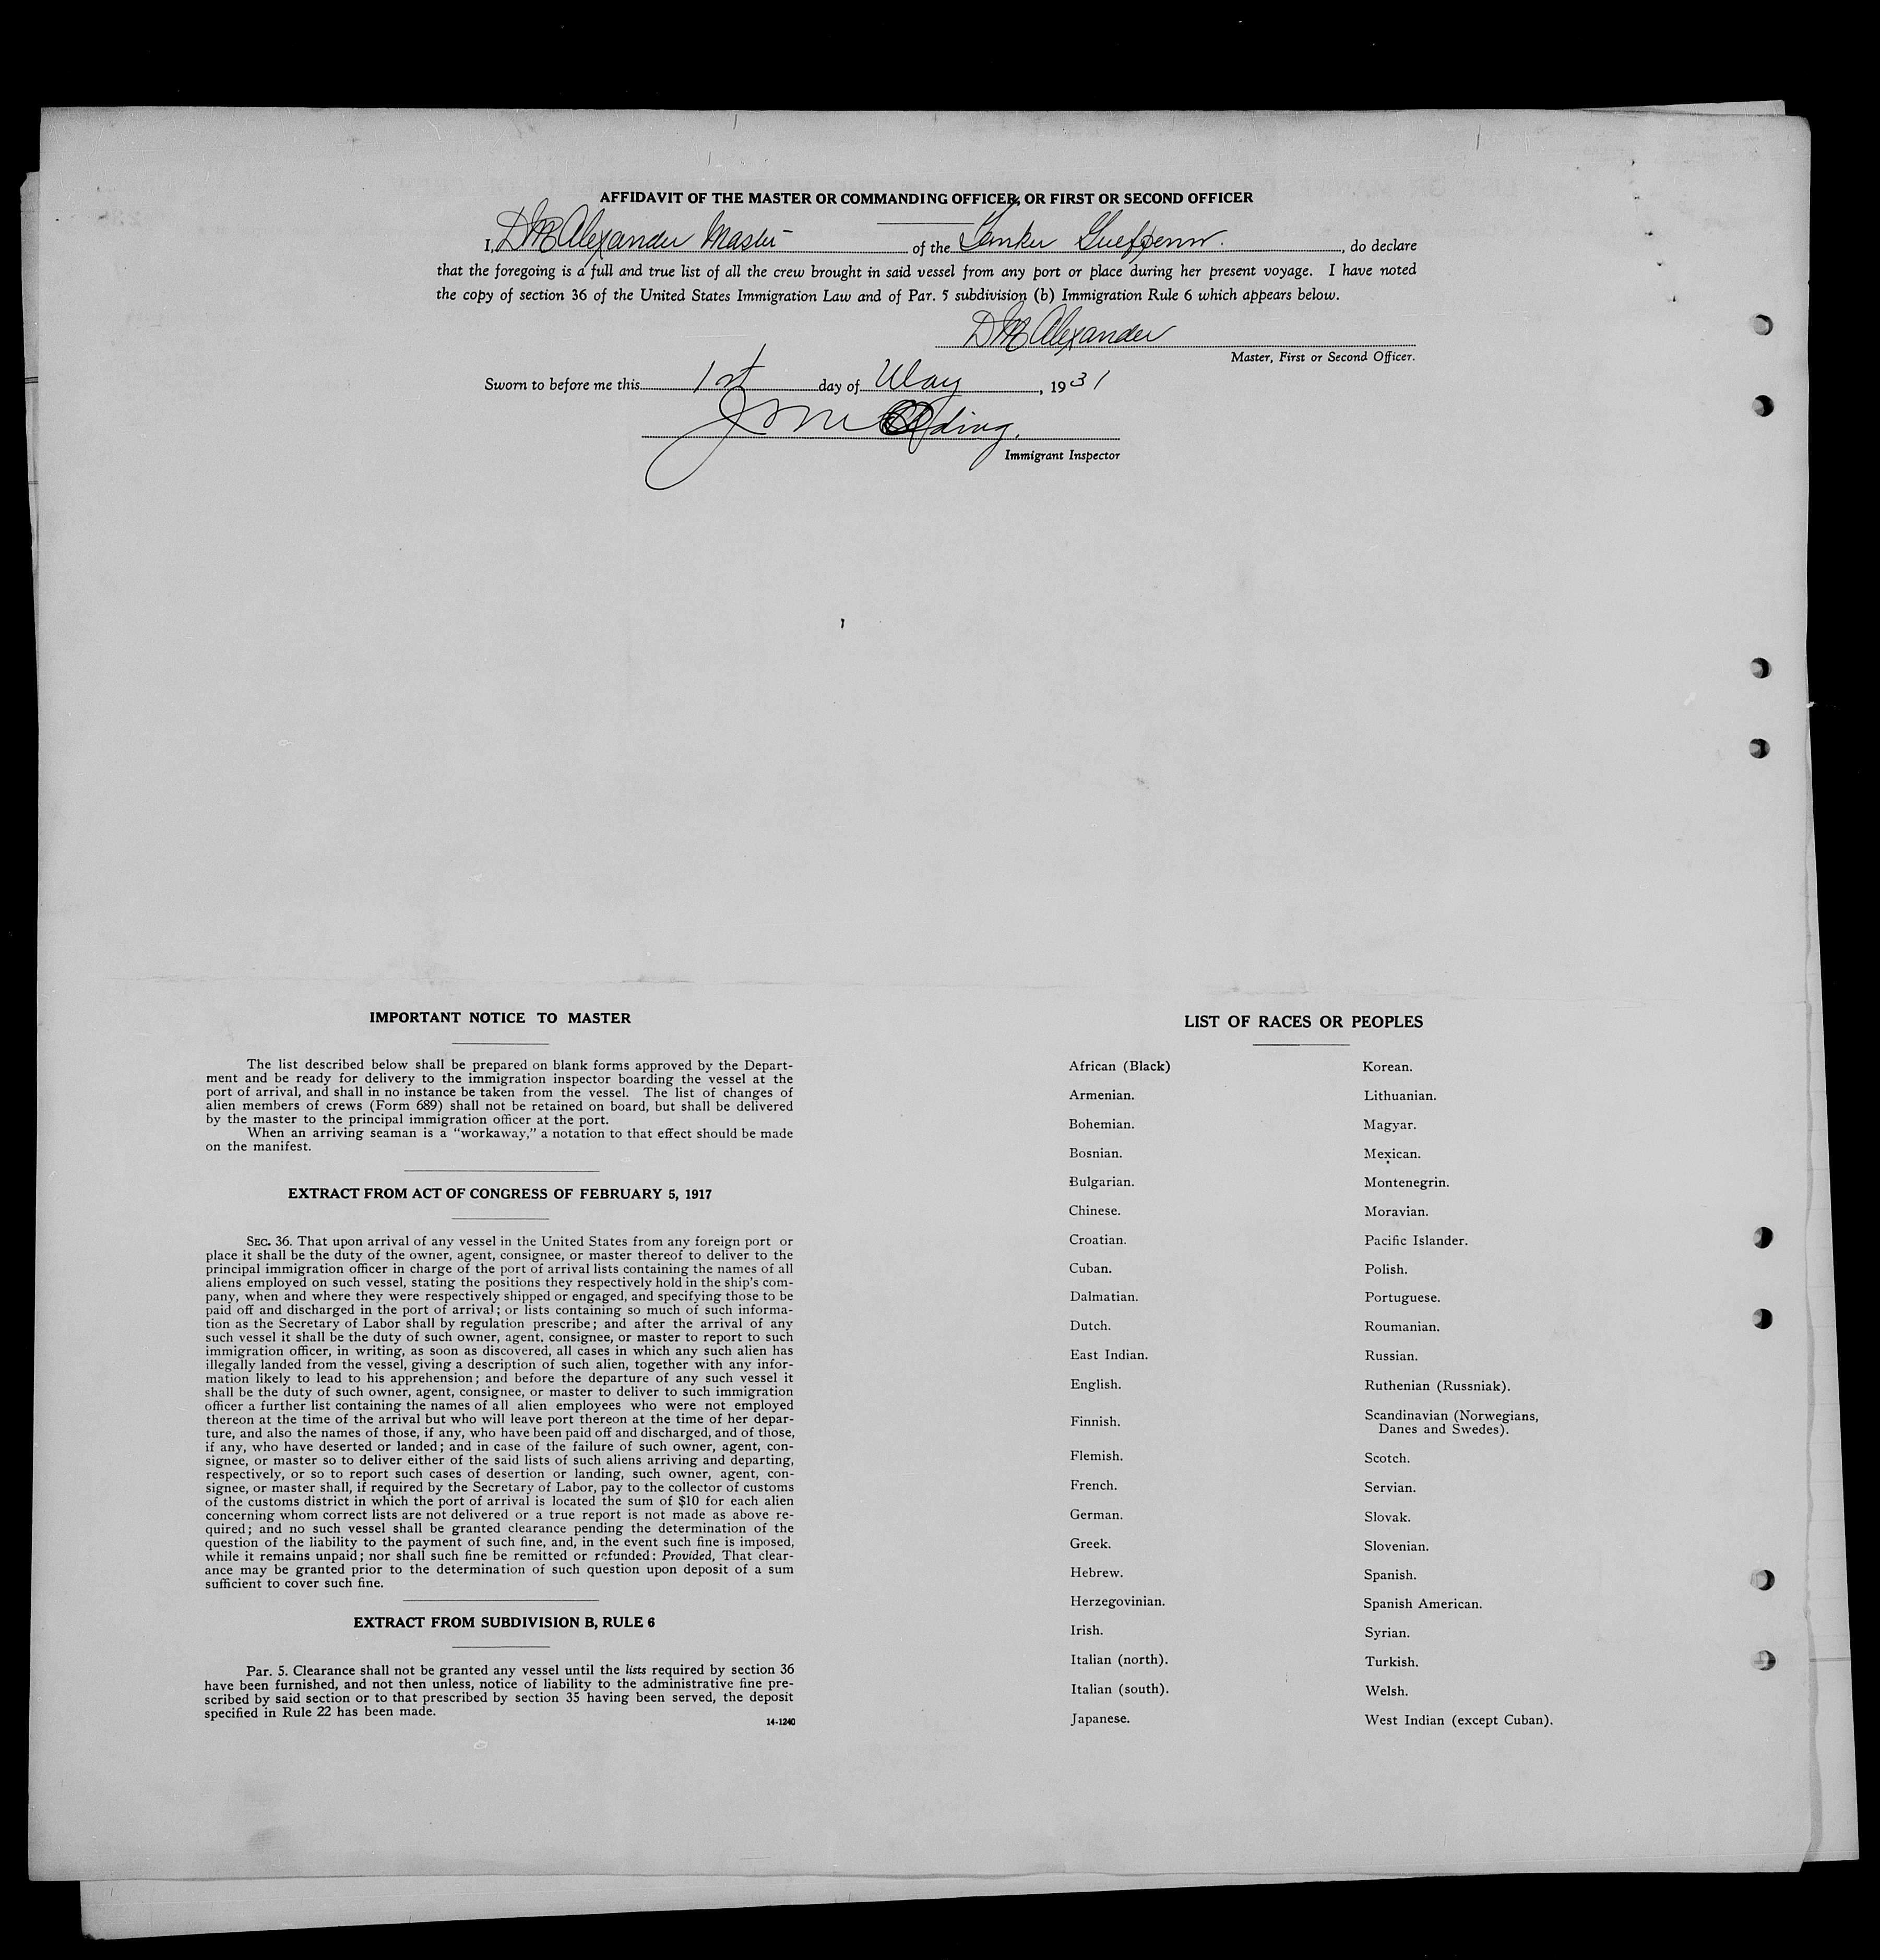 AFFIDAVIT OF THE MASTER OR COMMANDING OFFICER, OR FIRST OR SECOND OFFICER
I, D M Alexander Master of the Tanker Gulfpenn., do declare
that the foregoing is a full and true list of all the crew brought in said vessel from any port or place during her present voyage. I have noted
the copy of section 36 of the United States Immigration Law and of Par. 5 subdivision (b) Immigration Rule 6 which appears below.
D M Alexander
Master, First or Second Officer.
Sworn to before me this 1st day of May, 1931
Immigrant Inspector
IMPORTANT NOTICE TO MASTER
The list described below shall be prepared on blank forms approved by the Depart-
ment and be ready for delivery to the immigration inspector boarding the vessel at the
port of arrival, and shall in no instance be taken from the vessel. The list of changes of
alien members of crews (Form 689) shall not be retained on board, but shall be delivered
by the master to the principal immigration officer at the port.
When an arriving seaman is a "workaway," a notation to that effect should be made
on the manifest.
EXTRACT FROM ACT OF CONGRESS OF FEBRUARY 5, 1917
SEC. 36. That upon arrival of any vessel in the United States from any foreign port or
place it shall be the duty of the owner, agent, consignee, or master thereof to deliver to the
principal immigration officer in charge of the port of arrival lists containing the names of all
aliens employed on such vessel, stating the positions they respectively hold in the ship's com-
pany, when and where they were respectively shipped or engaged, and specifying those to be
paid off and discharged in the port of arrival; or lists containing so much of such informa-
tion as the Secretary of Labor shall by regulation prescribe; and after the arrival of any
such vessel it shall be the duty of such owner, agent, consignee, or master to report to such
immigration officer, in writing, as soon as discovered, all cases in which any such alien has
illegally landed from the vessel, giving a description of such alien, together with any infor-
mation likely to lead to his apprehension; and before the departure of any such vessel it
shall be the duty of such owner, agent, consignee, or master to deliver to such immigration
officer a further list containing the names of all alien employees who were not employed
thereon at the time of the arrival but who will leave port thereon at the time of her depar-
ture, and also the names of those, if any, who have been paid off and discharged, and of those,
if any, who have deserted or landed; and in case of the failure of such owner, agent, con-
signee, or master so to deliver either of the said lists of such aliens arriving and departing,
respectively, or so to report such cases of desertion or landing, such owner, agent, con-
signee, or master shall, if required by the Secretary of Labor, pay to the collector of customs
of the customs district in which the port of arrival is located the sum of $10 for each alien
concerning whom correct lists are not delivered or a true report is not made as above re-
quired; and no such vessel shall be granted clearance pending the determination of the
question of the liability to the payment of such fine, and, in the event such fine is imposed,
while it remains unpaid; nor shall such fine be remitted or refunded: Provided, That clear-
ance may be granted prior to the determination of such question upon deposit of a sum
sufficient to cover such fine.
EXTRACT FROM SUBDIVISION B, RULE 6
Par. 5. Clearance shall not be granted any vessel until the lists required by section 36
have been furnished, and not then unless, notice of liability to the administrative fine pre-
scribed by said section or to that prescribed by section 35 having been served, the deposit
specified in Rule 22 has been made.
14-1240
LIST OF RACES OR PEOPLES
African (Black)
Armenian.
Bohemian.
Bosnian.
Bulgarian.
Chinese.
Croatian.
Cuban.
Dalmatian.
Dutch.
East Indian.
English.
Finnish.
Flemish.
French.
German.
Greek.
Hebrew.
Herzegovinian.
Irish.
Italian (north).
Italian (south).
Japanese.
Korean.
Lithuanian.
Magyar.
Mexican.
Montenegrin.
Moravian.
Pacific Islander.
Polish.
Portuguese.
Roumanian.
Russian.
Ruthenian (Russniak).
Scandinavian (Norwegians,
Danes and Swedes).
Scotch.
Servian.
Slovak.
Slovenian.
Spanish.
Spanish American.
Syrian.
Turkish.
Welsh.
West Indian (except Cuban).